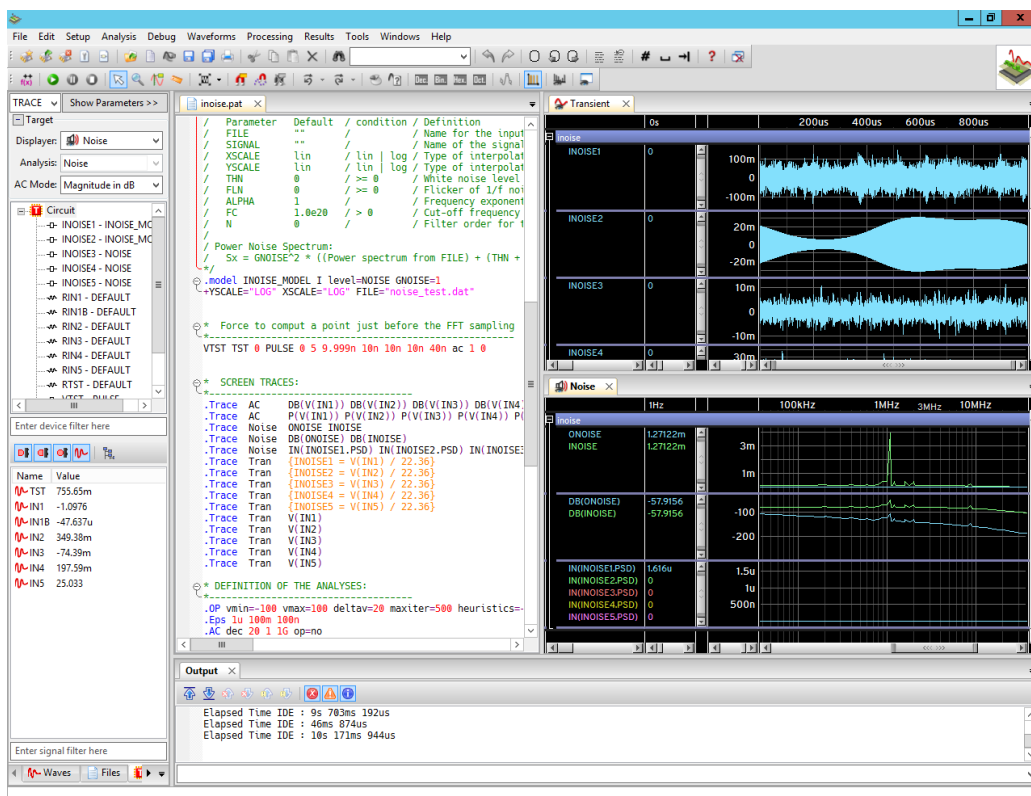 File Edit Setup Analysis Debug Waveforms Processing Results Tools Windows Help
TRACE Show Parameters >>
Target
Displayer: Noise
Analysis: Noise
AC Mode: Magnitude in dB
Circuit
INOISE1 - INOISE_MC
INOISE2 - INOISE_MC
INOISE3 - NOISE
INOISE4 - NOISE
INOISE5 - NOISE
RIN1 - DEFAULT
RIN1B - DEFAULT
RIN2 - DEFAULT
RIN3 - DEFAULT
RIN4 - DEFAULT
RIN5 - DEFAULT
RTST - DEFAULT
VTST - PULSE
Enter device filter here
Name Value
TST 755.65m
IN1 -1.0976
IN1B -47.637u
IN2 349.38m
IN3 -74.39m
IN4 197.59m
IN5 25.033
Enter signal filter here
Waves Files
inoise.pat
/ Parameter Default / condition / Definition
/ FILE "" / / Name for the input
/ SIGNAL "" / / Name of the signal
/ XSCALE lin / lin | log / Type of interpolat
/ YSCALE lin / lin | log / Type of interpolat
/ THN 0 / >= 0 / White noise level
/ FLN 0 / >= 0 / Flicker of 1/f noi
/ ALPHA 1 / / Frequency exponent
/ FC 1.0e20 / > 0 / Cut-off frequency
/ N 0 / / Filter order for t
/
/ Power Noise Spectrum:
/ Sx = GNOISE^2 * ((Power spectrum from FILE) + (THN +
*/
.model INOISE_MODEL I level=NOISE GNOISE=1
+YSCALE="LOG" XSCALE="LOG" FILE="noise_test.dat"
* Force to comput a point just before the FFT sampling
*---------------------------------------------------
VTST TST 0 PULSE 0 5 9.999n 10n 10n 10n 40n ac 1 0
* SCREEN TRACES:
*----------------------------------
.Trace AC DB(V(IN1)) DB(V(IN2)) DB(V(IN3)) DB(V(IN4
.Trace AC P(V(IN1)) P(V(IN2)) P(V(IN3)) P(V(IN4)) P(
.Trace Noise ONOISE INOISE
.Trace Noise DB(ONOISE) DB(INOISE)
.Trace Noise IN(INOISE1.PSD) IN(INOISE2.PSD) IN(INOISE3
.Trace Tran {INOISE1 = V(IN1) / 22.36}
.Trace Tran {INOISE2 = V(IN2) / 22.36}
.Trace Tran {INOISE3 = V(IN3) / 22.36}
.Trace Tran {INOISE4 = V(IN4) / 22.36}
.Trace Tran {INOISE5 = V(IN5) / 22.36}
.Trace Tran V(IN1)
.Trace Tran V(IN2)
.Trace Tran V(IN3)
.Trace Tran V(IN4)
.Trace Tran V(IN5)
* DEFINITION OF THE ANALYSES:
*----------------------------------
.OP vmin=-100 vmax=100 deltav=20 maxiter=500 heuristics=-
.Eps 1u 100m 100n
.AC dec 20 1 1G op=no
Transient
0s 200us 400us 600us 800us
inoise
INOISE1 0
100m
0
-100m
INOISE2 0
20m
-20m
INOISE3 0
10m
0
-10m
INOISE4 0
30m
Noise
1Hz 100kHz 1MHz 3MHz 10MHz
inoise
ONOISE 1.27122m
INOISE 1.27122m
3m
1m
DB(ONOISE) -57.9156
DB(INOISE) -57.9156
-100
-200
IN(INOISE1.PSD) 1.616u
IN(INOISE2.PSD) 0
IN(INOISE3.PSD) 0
IN(INOISE4.PSD) 0
IN(INOISE5.PSD) 0
1.5u
1u
500n
Output
Elapsed Time IDE : 9s 703ms 192us
Elapsed Time IDE : 46ms 874us
Elapsed Time IDE : 10s 171ms 944us